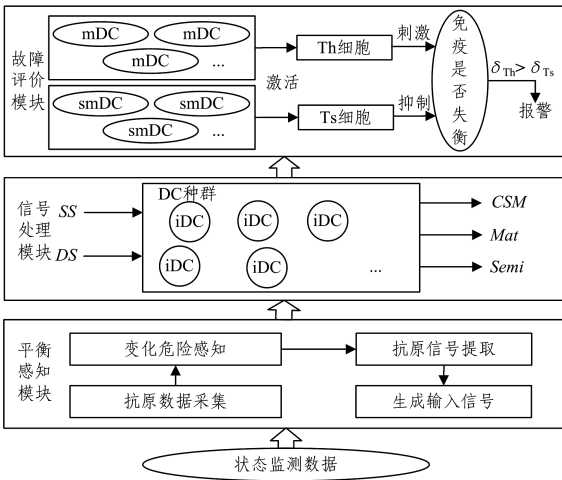 故障
评价
模块
mDC
mDC
mDC
...
smDC
smDC
smDC
...
激活
Th细胞
Ts细胞
刺激
抑制
免
疫
是
否
失
衡
δTh> δTs
报警
信号
处理
模块
SS
DS
DC种群
iDC
iDC
iDC
iDC
iDC
...
CSM
Mat
Semi
平衡
感知
模块
变化危险感知
抗原信号提取
抗原数据采集
生成输入信号
状态监测数据